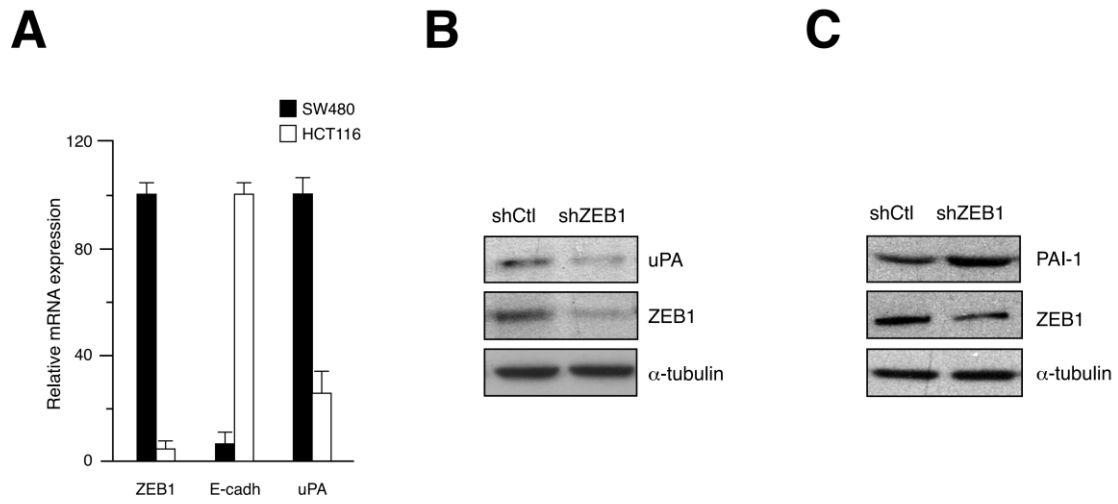 A
SW480
HCT116
Relative mRNA expression
120
80
40
0
ZEB1 E-cadh uPA
B
shCtl shZEB1
uPA
ZEB1
α-tubulin
C
shCtl shZEB1
PAI-1
ZEB1
α-tubulin